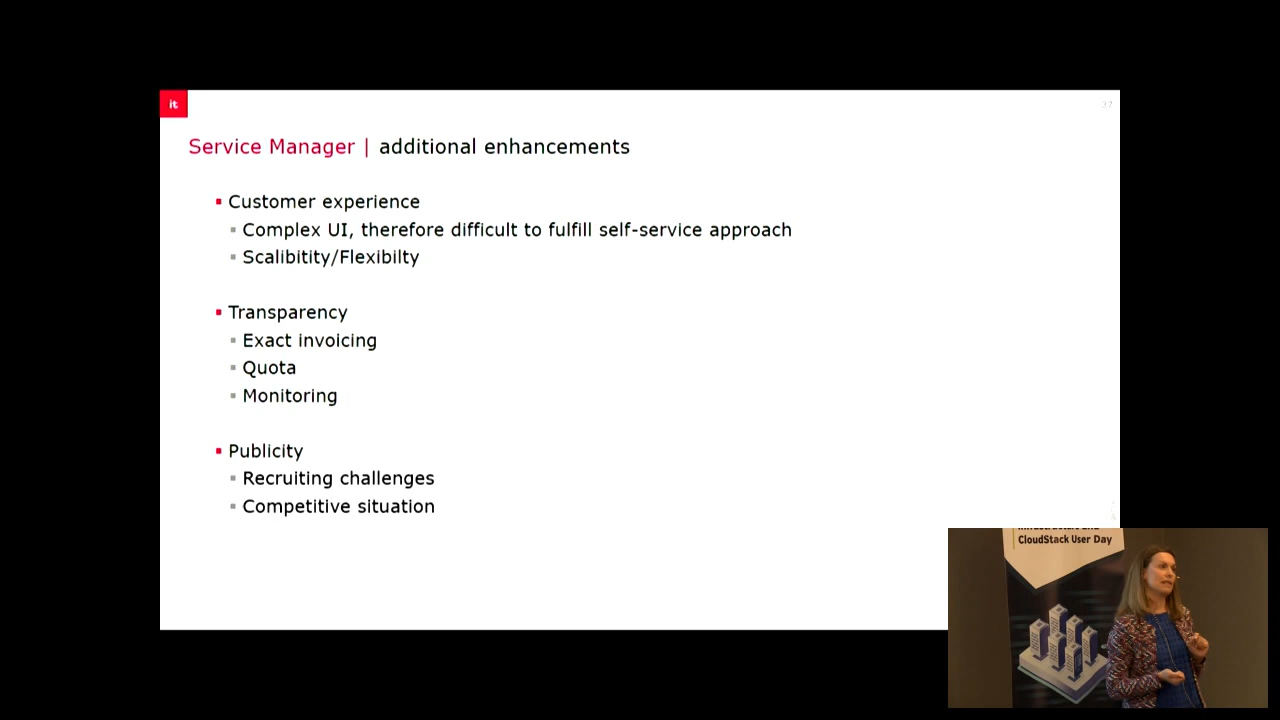 it
37
Service Manager | additional enhancements
Customer experience
Complex UI, therefore difficult to fulfill self-service approach
Scalibitity/Flexibilty
Transparency
Exact invoicing
Quota
Monitoring
Publicity
Recruiting challenges
Competitive situation
CloudStack User Day